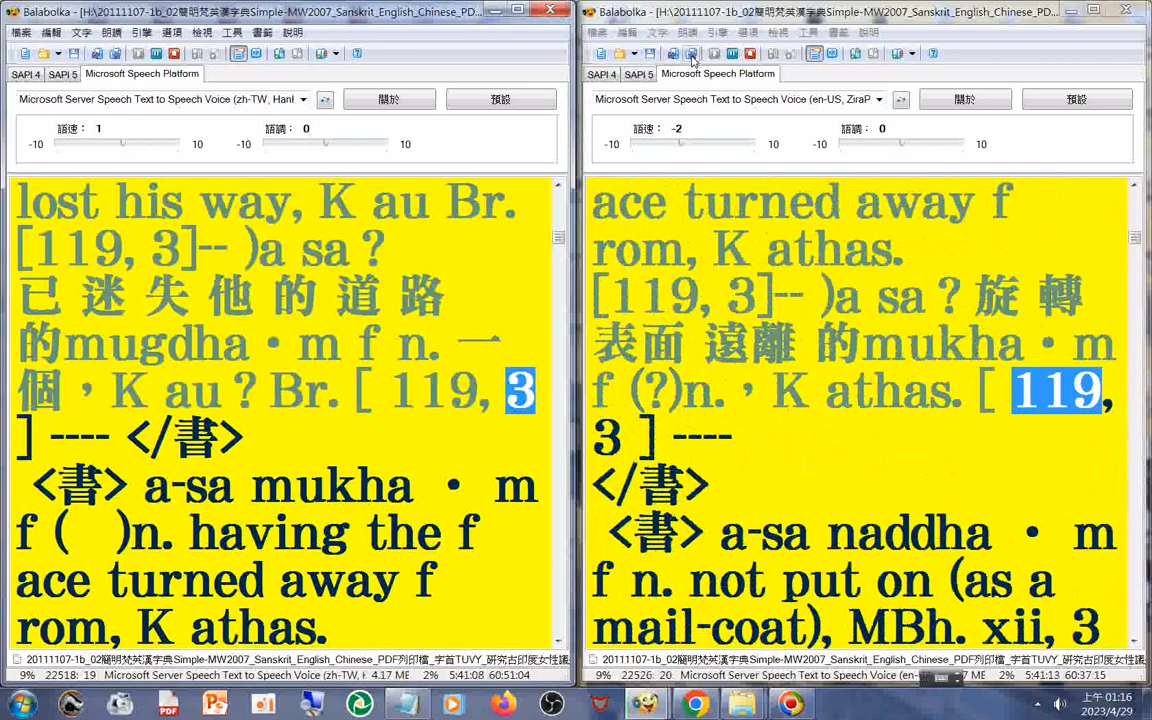 Balabolka - [H:\20111107-1b_02簡明梵英漢字典Simple-MW2007_Sanskrit_English_Chinese_PD...
檔案 編輯 文字 朗讀 引擎 選項 檢視 工具 書籤 說明
SAPI 4 SAPI 5 Microsoft Speech Platform
Microsoft Server Speech Text to Speech Voice (zh-TW, Hanl 關於 預設
語速： 1 語調： 0
-10 10 -10 10
lost his way, K au Br.
[119, 3]-- )a sa？
已 迷 失 他 的 道 路
的mugdha・m f n. 一
個，K au？Br. [ 119, 3
] ---- </書>
<書> a-sa mukha ・ m
f ( )n. having the f
ace turned away f
rom, K athas.
20111107-1b_02簡明梵英漢字典Simple-MW2007_Sanskrit_English_Chinese_PDF列印檔_字首TUVY_研究古印度女性議
9% 22518: 19 Microsoft Server Speech Text to Speech Voice (zh-TW, H 4.17 ME 2% 5:41:08 60:51:04
Balabolka - [H:\20111107-1b_02簡明梵英漢字典Simple-MW2007_Sanskrit_English_Chinese_PD...
檔案 編輯 文字 朗讀 引擎 選項 檢視 工具 書籤 說明
SAPI 4 SAPI 5 Microsoft Speech Platform
Microsoft Server Speech Text to Speech Voice (en-US, ZiraP 關於 預設
語速： -2 語調： 0
-10 10 -10 10
ace turned away f
rom, K athas.
[119, 3]-- )a sa？旋 轉
表面 遠離 的mukha・m
f (?)n.，K athas. [ 119,
3 ] ----
</書>
<書> a-sa naddha ・ m
f n. not put on (as a
mail-coat), MBh. xii, 3
20111107-1b_02簡明梵英漢字典Simple-MW2007_Sanskrit_English_Chinese_PDF列印檔_字首TUVY_研究古印度女性議
9% 22526: 20 Microsoft Server Speech Text to Speech Voice (en- ME 2% 5:41:13 60:37:15
PDF
上午 01:16
2023/4/29